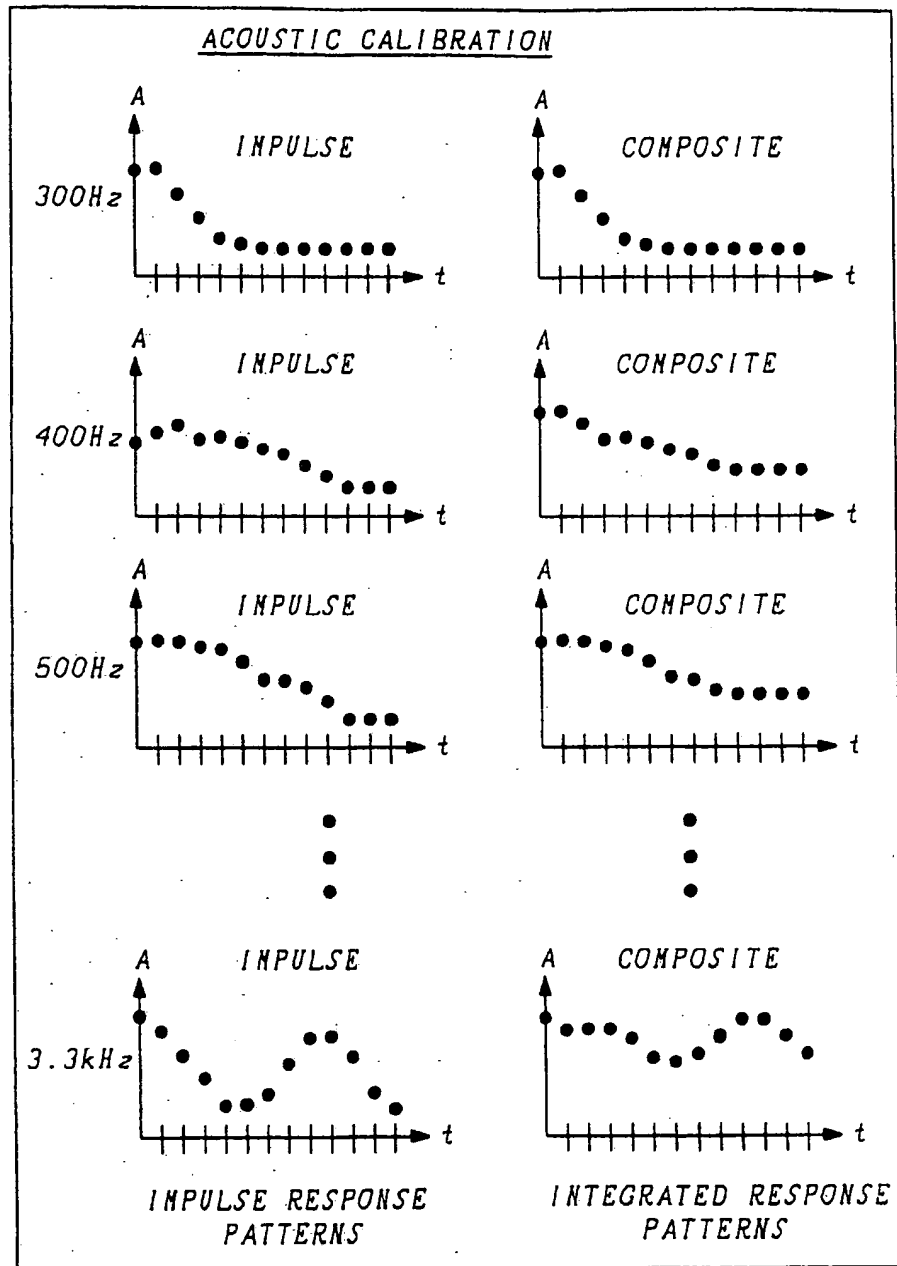 ACOUSTIC CALIBRATION
A
IMPULSE
300Hz
t
A
COMPOSITE
t
A
IMPULSE
400Hz
t
A
COMPOSITE
t
A
IMPULSE
500Hz
t
A
COMPOSITE
t
A
IMPULSE
3.3kHz
t
A
COMPOSITE
t
IMPULSE RESPONSE
PATTERNS
INTEGRATED RESPONSE
PATTERNS